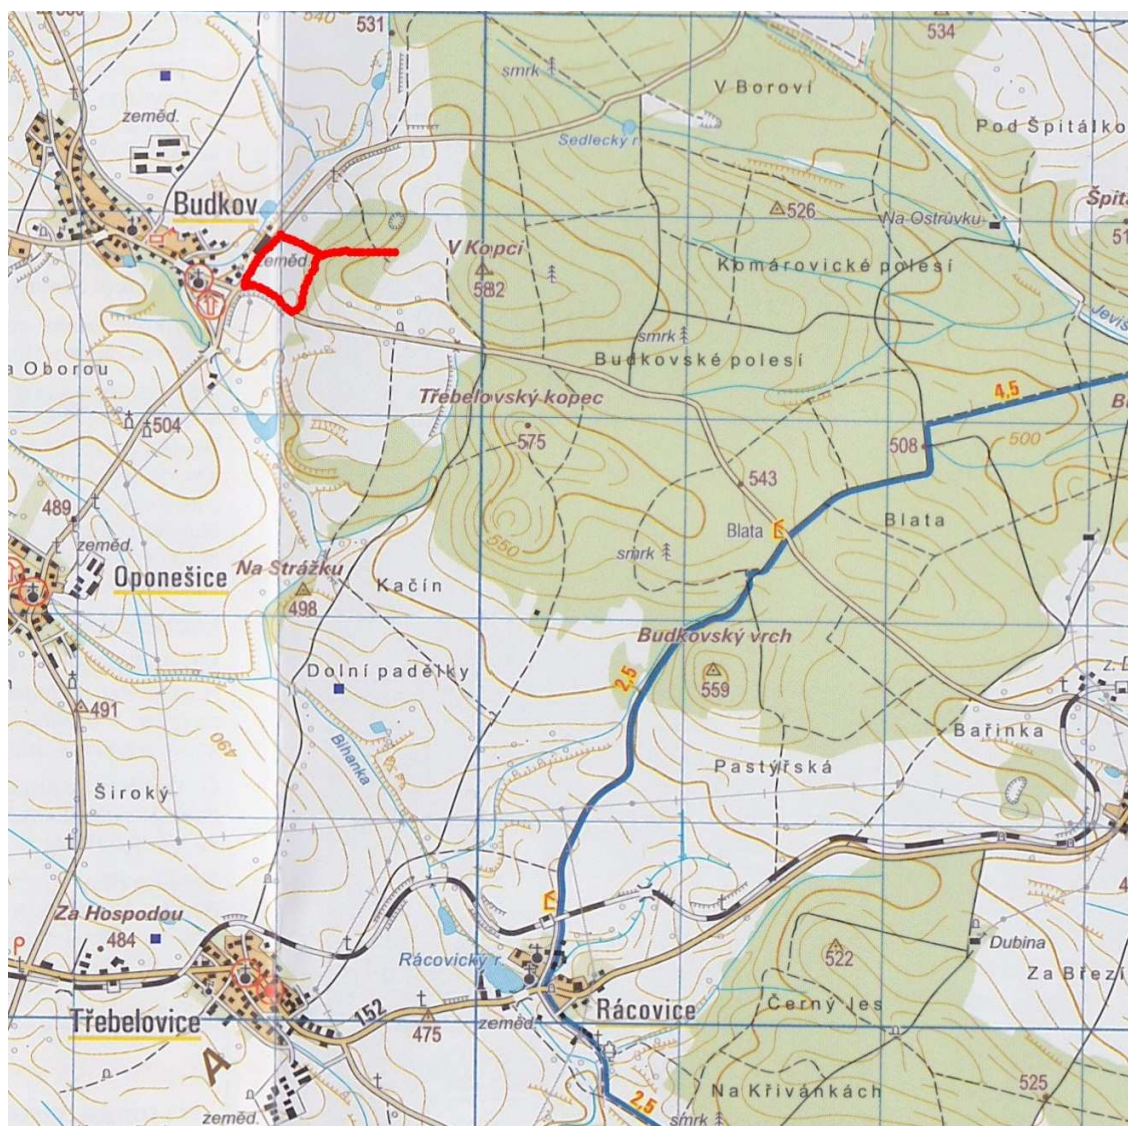 540
531
534
smrk
V Boroví
zeměd.
Pod Špitálko
Sedlecký r.
Budkov
526
Na Ostrůvku
V Kopci
zeměd.
Komárovické polesí
582
smrk
Budkovské polesí
a Oborou
4,5
Třebelovský kopec
504
575
508
500
543
489
Blata
Blata
550
smrk
zeměd.
Oponešice
Na Strážku
Kačín
498
Budkovský vrch
Dolní padělky
2,5
559
491
z. D
490
Bihanka
Bařinka
Pastýřská
Široký
Za Hospodou
484
522
Dubina
Rácovický r.
Za Březí
Černý les
152
Rácovice
Třebelovice
475
zeměd.
A
525
Na Křivánkách
zeměd.
2,5
smrk